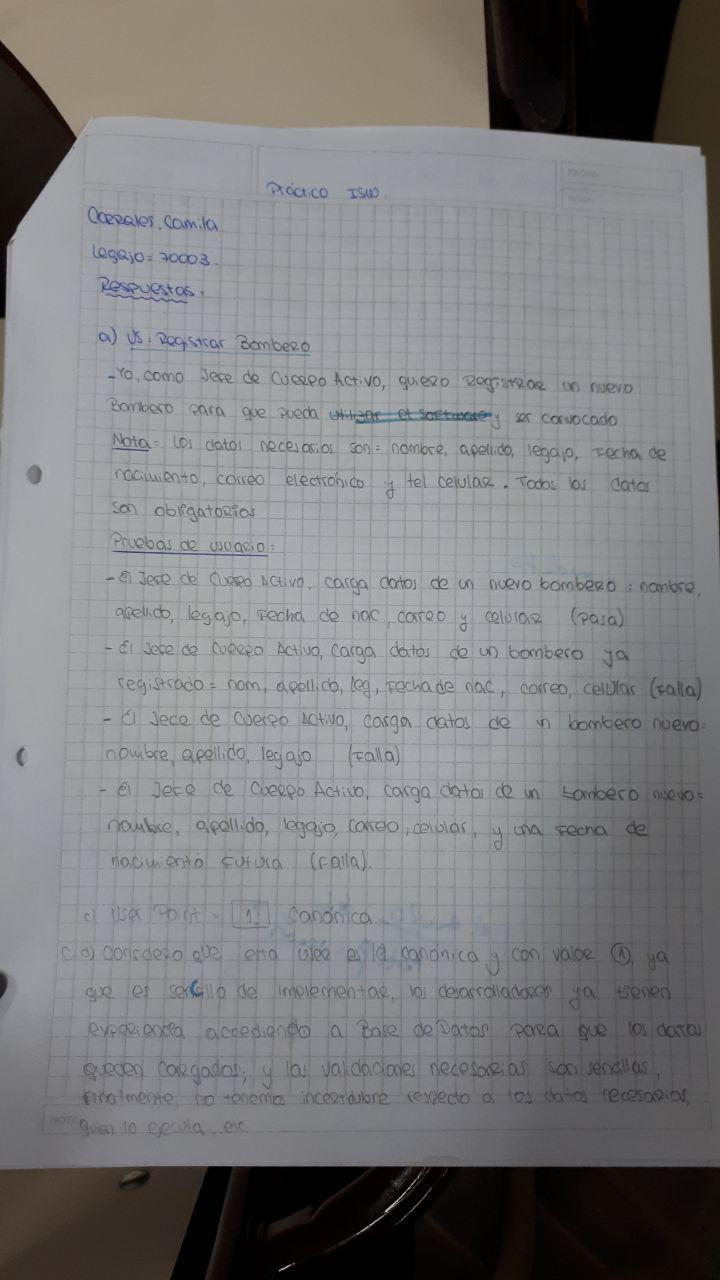 FECHA
Práctico ISW.
Corrales, Camila
Legajo = 70003.
Respuestas.
a) US: Registrar Bombero
-Yo, como Jefe de Cuerpo Activo, quiero Registrar un nuevo
Bombero para que pueda utilizar el software y ser convocado
Nota = Los datos necesarios son = nombre, apellido, legajo, Fecha de
nacimiento, correo electrónico y tel celular. Todos los datos
son obligatorios
Pruebas de usuario =
- El Jefe de Cuerpo Activo, carga datos de un nuevo bombero : nombre,
apellido, legajo, Fecha de nac, correo y celular (Pasa)
- El Jefe de Cuerpo Activo, carga datos de un bombero ya
registrado = nom, apellido, leg, Fecha de nac, correo, celular (Falla)
- El Jefe de Cuerpo Activo, carga datos de un bombero nuevo =
nombre, apellido, legajo (Falla)
- El Jefe de Cuerpo Activo, carga datos de un bombero nuevo =
nombre, apellido, legajo, correo, celular, y una Fecha de
nacimiento Futura (Falla).
c) User Point = 1 Canónica.
C.a) Considero que esta User es la canónica y con valor 1, ya
que es sencillo de implementar, los desarrolladores ya tienen
experiencia accediendo a Base de Datos para que los datos
queden cargados, y las validaciones necesarias son sencillas,
Finalmente, no tenemos incertidubre respecto a los datos necesarios,
quien lo ejecuta, etc
NOTA